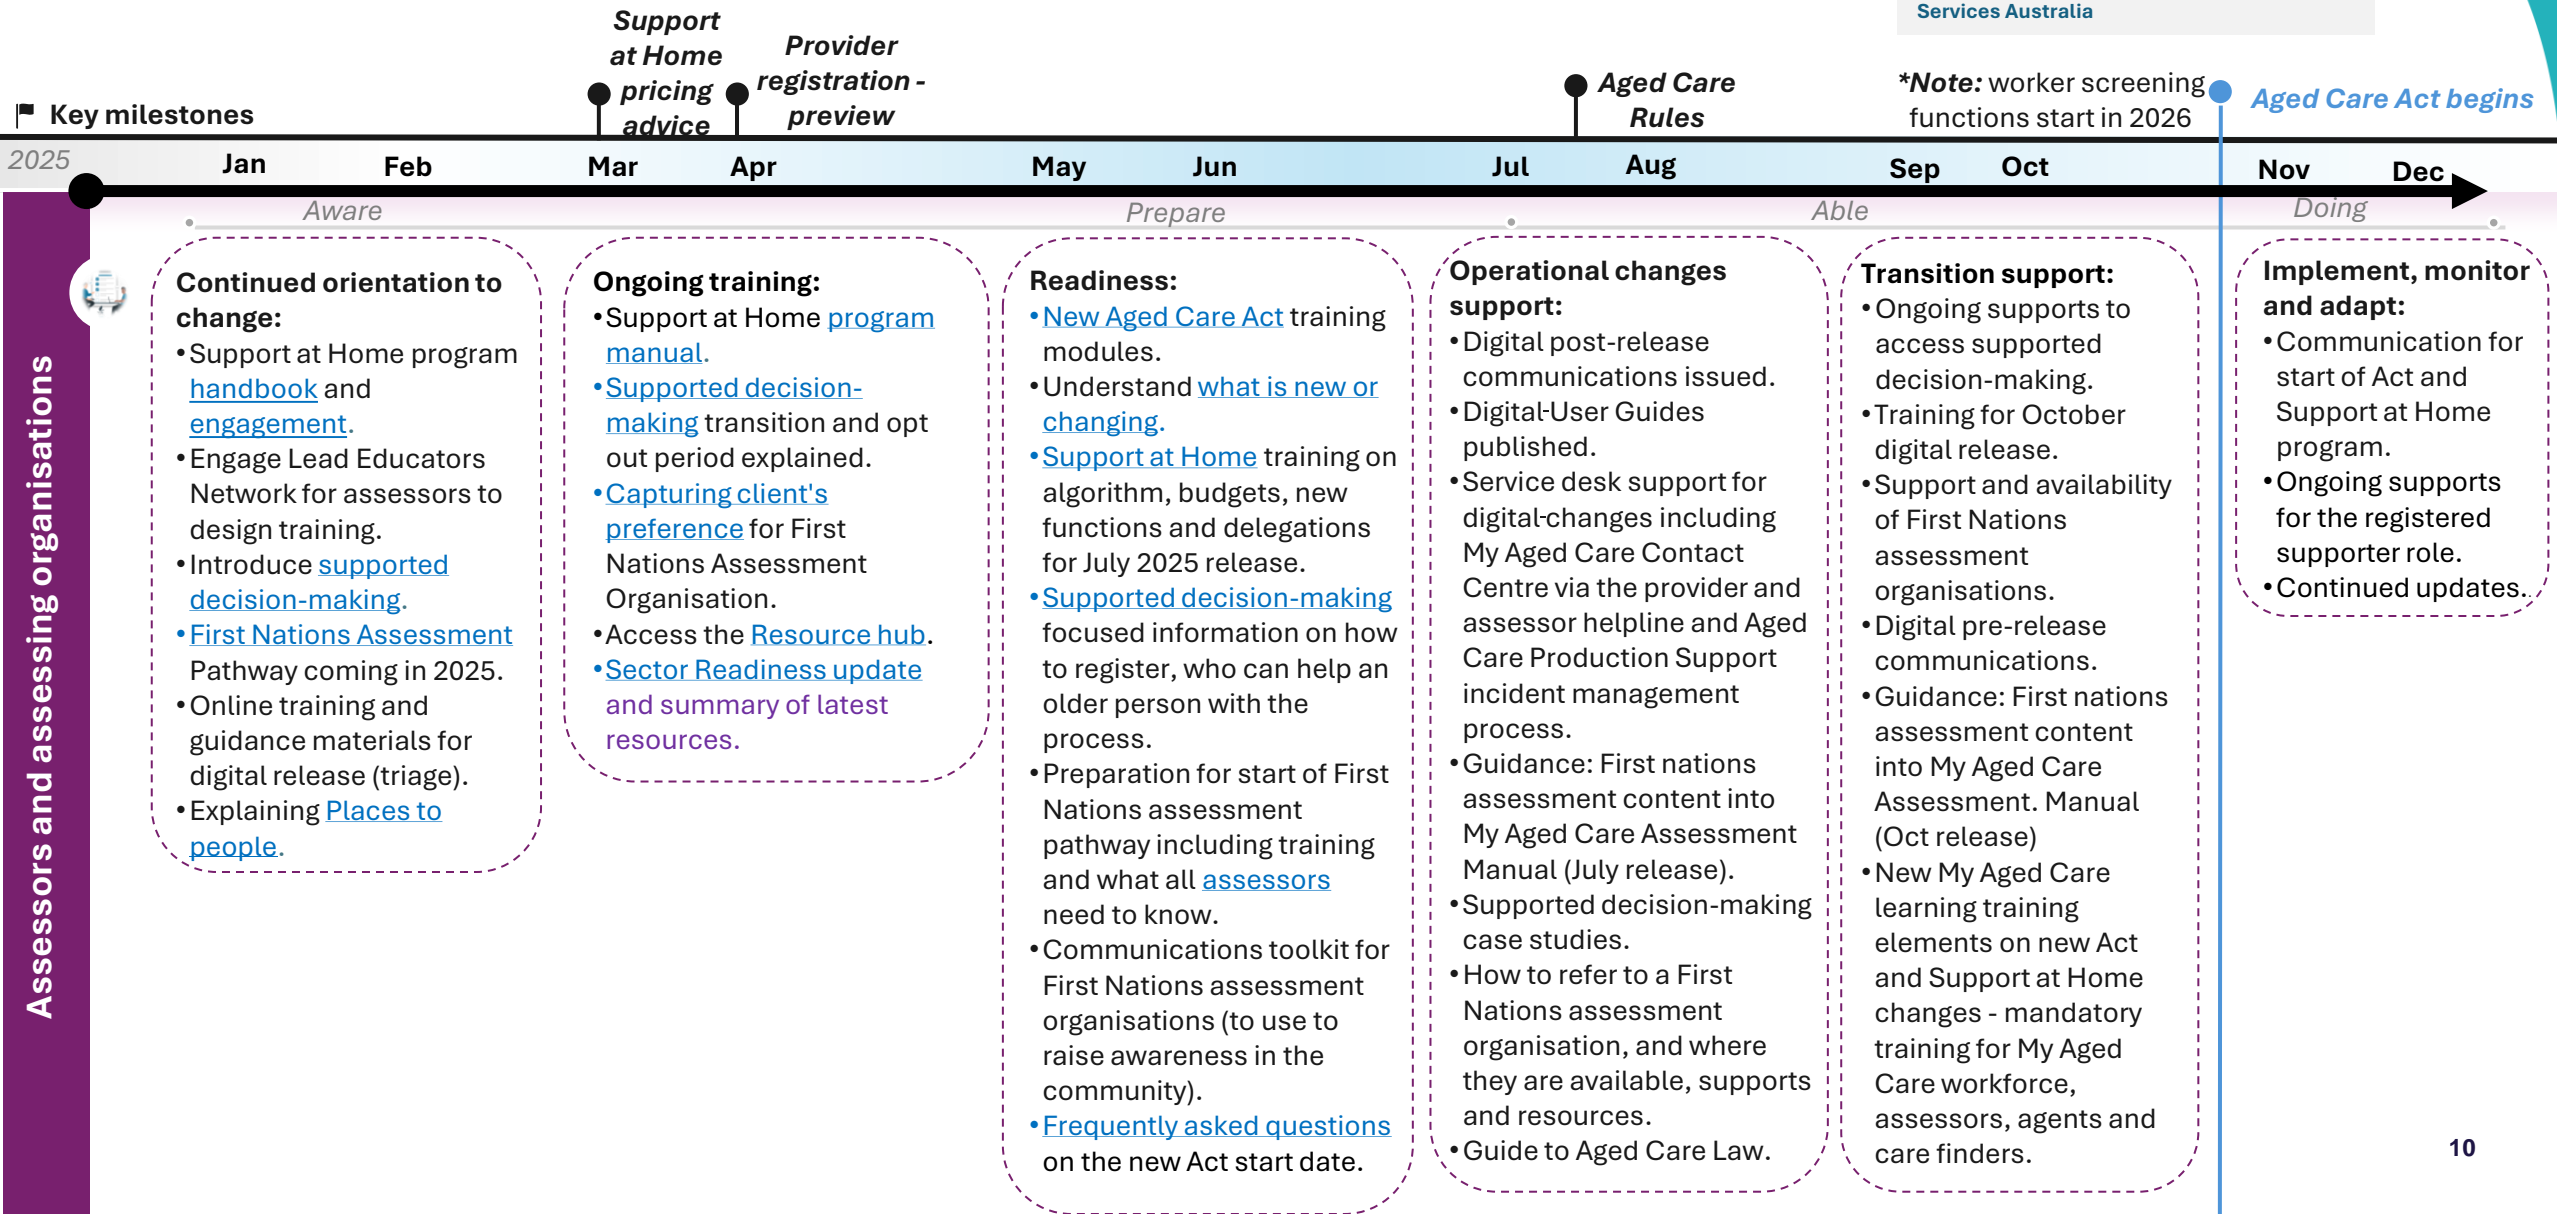 Services Australia
Support
at Home
pricing
advice
Provider
registration -
preview
Aged Care
Rules
*Note: worker screening
functions start in 2026
Aged Care Act begins
Key milestones
2025
Jan
Feb
Mar
Apr
May
Jun
Jul
Aug
Sep
Oct
Nov
Dec
Aware
Prepare
Able
Doing
Assessors and assessing organisations
Continued orientation to
change:
•Support at Home program
handbook and
engagement.
•Engage Lead Educators
Network for assessors to
design training.
•Introduce supported
decision-making.
•First Nations Assessment
Pathway coming in 2025.
•Online training and
guidance materials for
digital release (triage).
•Explaining Places to
people.
Ongoing training:
•Support at Home program
manual.
•Supported decision-
making transition and opt
out period explained.
•Capturing client's
preference for First
Nations Assessment
Organisation.
•Access the Resource hub.
•Sector Readiness update
and summary of latest
resources.
Readiness:
•New Aged Care Act training
modules.
•Understand what is new or
changing.
•Support at Home training on
algorithm, budgets, new
functions and delegations
for July 2025 release.
•Supported decision-making
focused information on how
to register, who can help an
older person with the
process.
•Preparation for start of First
Nations assessment
pathway including training
and what all assessors
need to know.
•Communications toolkit for
First Nations assessment
organisations (to use to
raise awareness in the
community).
•Frequently asked questions
on the new Act start date.
Operational changes
support:
•Digital post-release
communications issued.
•Digital-User Guides
published.
•Service desk support for
digital-changes including
My Aged Care Contact
Centre via the provider and
assessor helpline and Aged
Care Production Support
incident management
process.
•Guidance: First nations
assessment content into
My Aged Care Assessment
Manual (July release).
•Supported decision-making
case studies.
•How to refer to a First
Nations assessment
organisation, and where
they are available, supports
and resources.
•Guide to Aged Care Law.
Transition support:
•Ongoing supports to
access supported
decision-making.
•Training for October
digital release.
•Support and availability
of First Nations
assessment
organisations.
•Digital pre-release
communications.
•Guidance: First nations
assessment content
into My Aged Care
Assessment. Manual
(Oct release)
•New My Aged Care
learning training
elements on new Act
and Support at Home
changes - mandatory
training for My Aged
Care workforce,
assessors, agents and
care finders.
Implement, monitor
and adapt:
•Communication for
start of Act and
Support at Home
program.
•Ongoing supports
for the registered
supporter role.
•Continued updates..
10